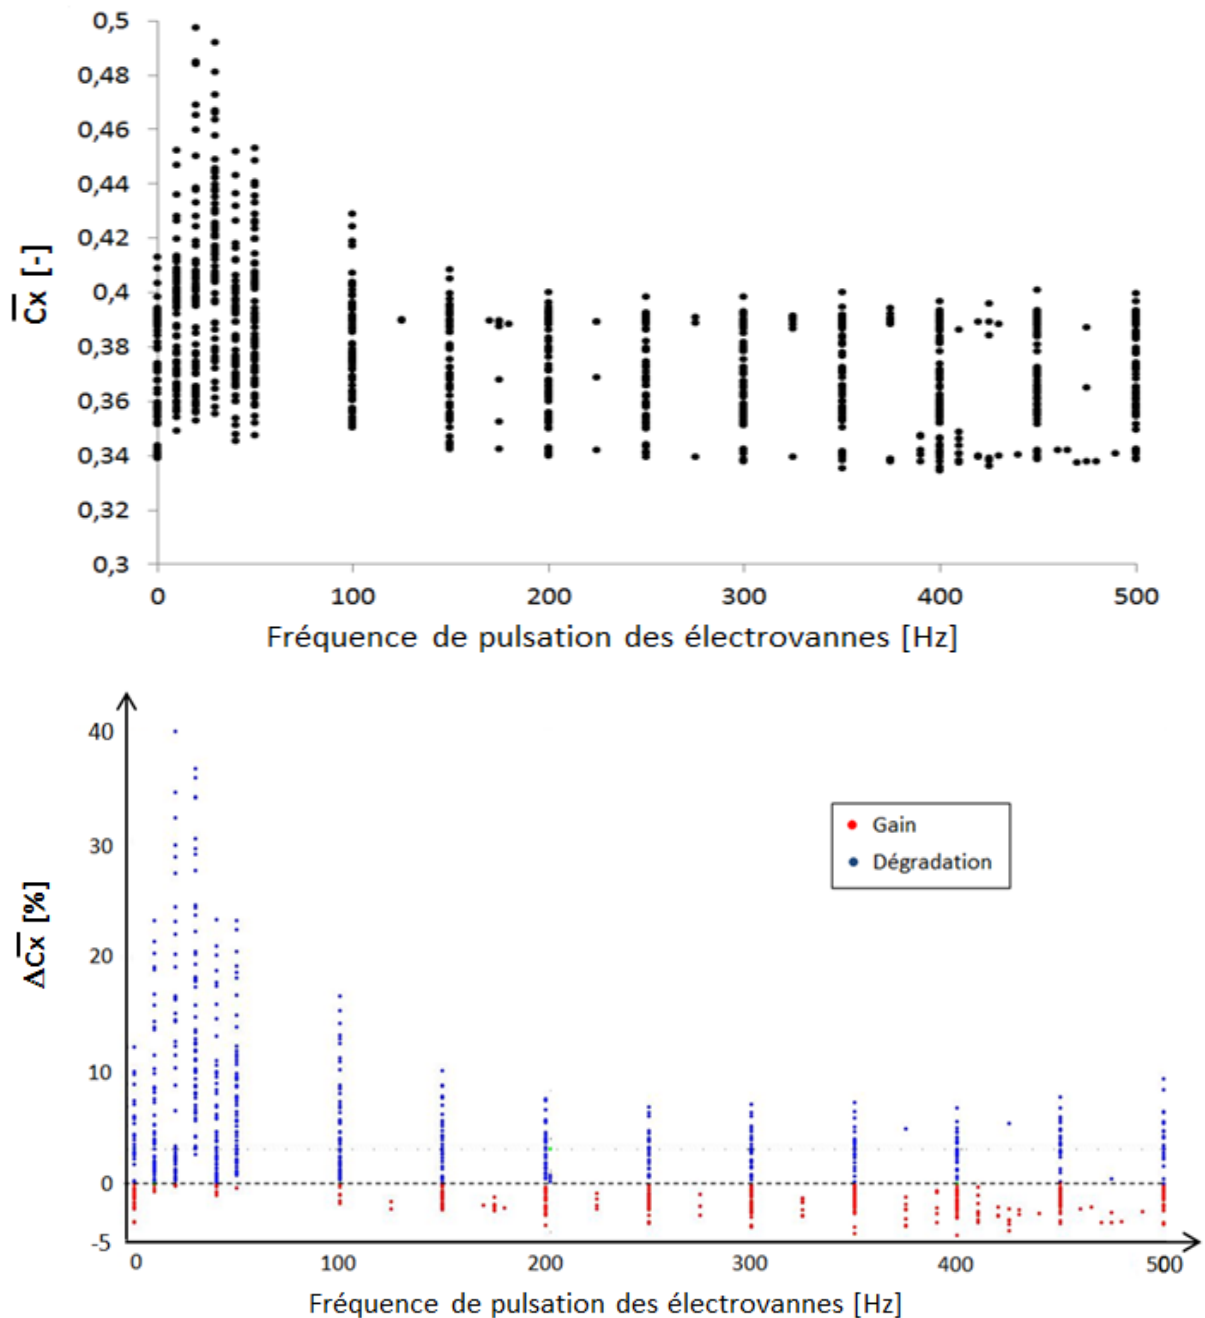 0,5
0,48
0,46
0,44
0,42
0,4
0,38
0,36
0,34
0,32
0,3
Cx [-]
0 100 200 300 400 500
Fréquence de pulsation des électrovannes [Hz]
40
30
20
10
0
-5
ΔCx [%]
Gain
Dégradation
0 100 200 300 400 500
Fréquence de pulsation des électrovannes [Hz]